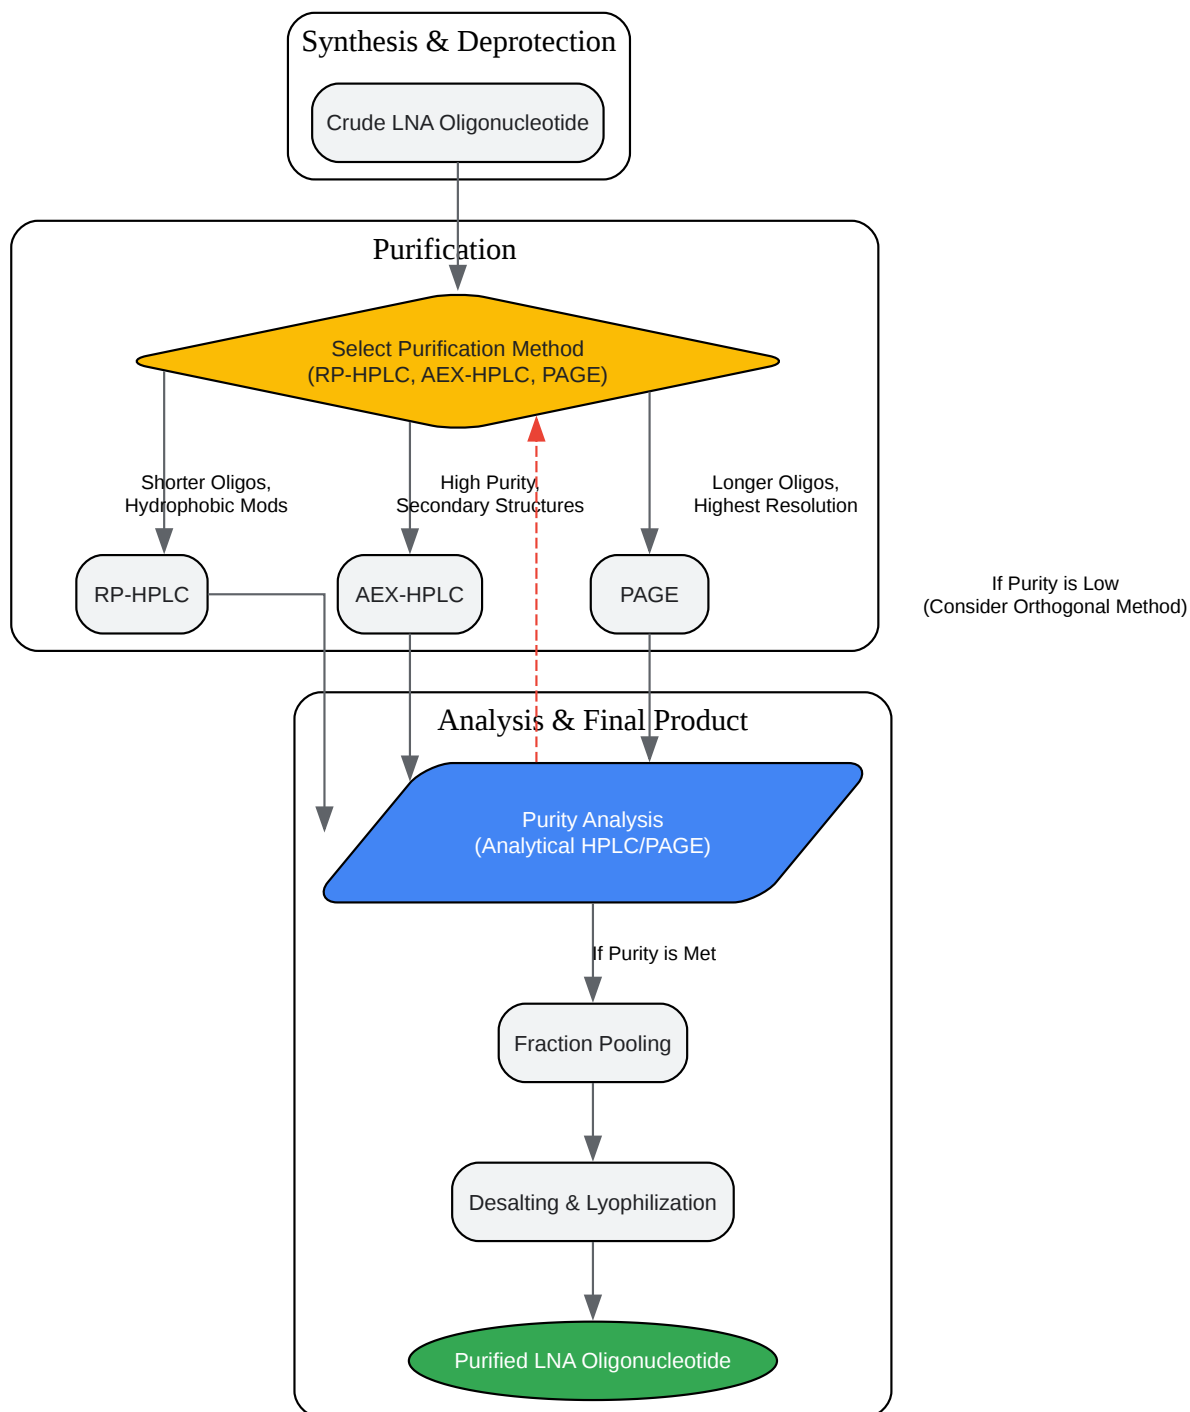 Synthesis & Deprotection
Crude LNA Oligonucleotide
Purification
Select Purification Method
(RP-HPLC, AEX-HPLC, PAGE)
Shorter Oligos,
Hydrophobic Mods
High Purity,
Secondary Structures
Longer Oligos,
Highest Resolution
RP-HPLC
AEX-HPLC
PAGE
If Purity is Low
(Consider Orthogonal Method)
Analysis & Final Product
Purity Analysis
(Analytical HPLC/PAGE)
If Purity is Met
Fraction Pooling
Desalting & Lyophilization
Purified LNA Oligonucleotide